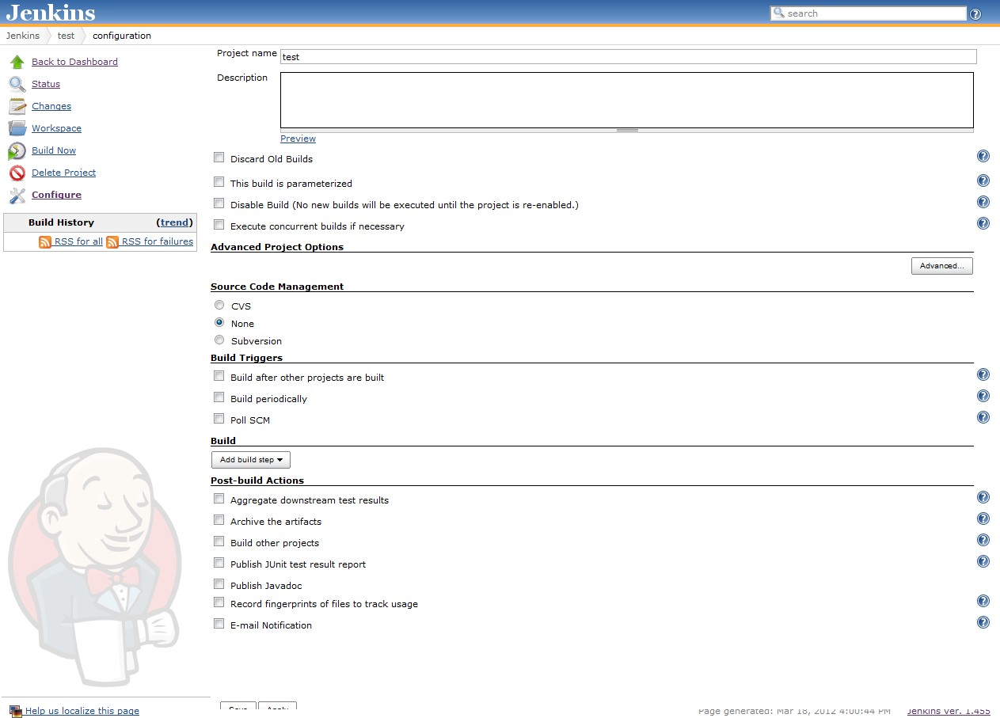 Jenkins
search
Jenkins test configuration
Back to Dashboard
Status
Changes
Workspace
Build Now
Delete Project
Configure
Build History (trend)
RSS for all RSS for failures
Project name test
Description
Preview
Discard Old Builds
This build is parameterized
Disable Build (No new builds will be executed until the project is re-enabled.)
Execute concurrent builds if necessary
Advanced Project Options
Advanced...
Source Code Management
CVS
None
Subversion
Build Triggers
Build after other projects are built
Build periodically
Poll SCM
Build
Add build step
Post-build Actions
Aggregate downstream test results
Archive the artifacts
Build other projects
Publish JUnit test result report
Publish Javadoc
Record fingerprints of files to track usage
E-mail Notification
Save Apply
Help us localize this page
Page generated: Mar 18, 2012 4:00:44 PM Jenkins ver. 1.455